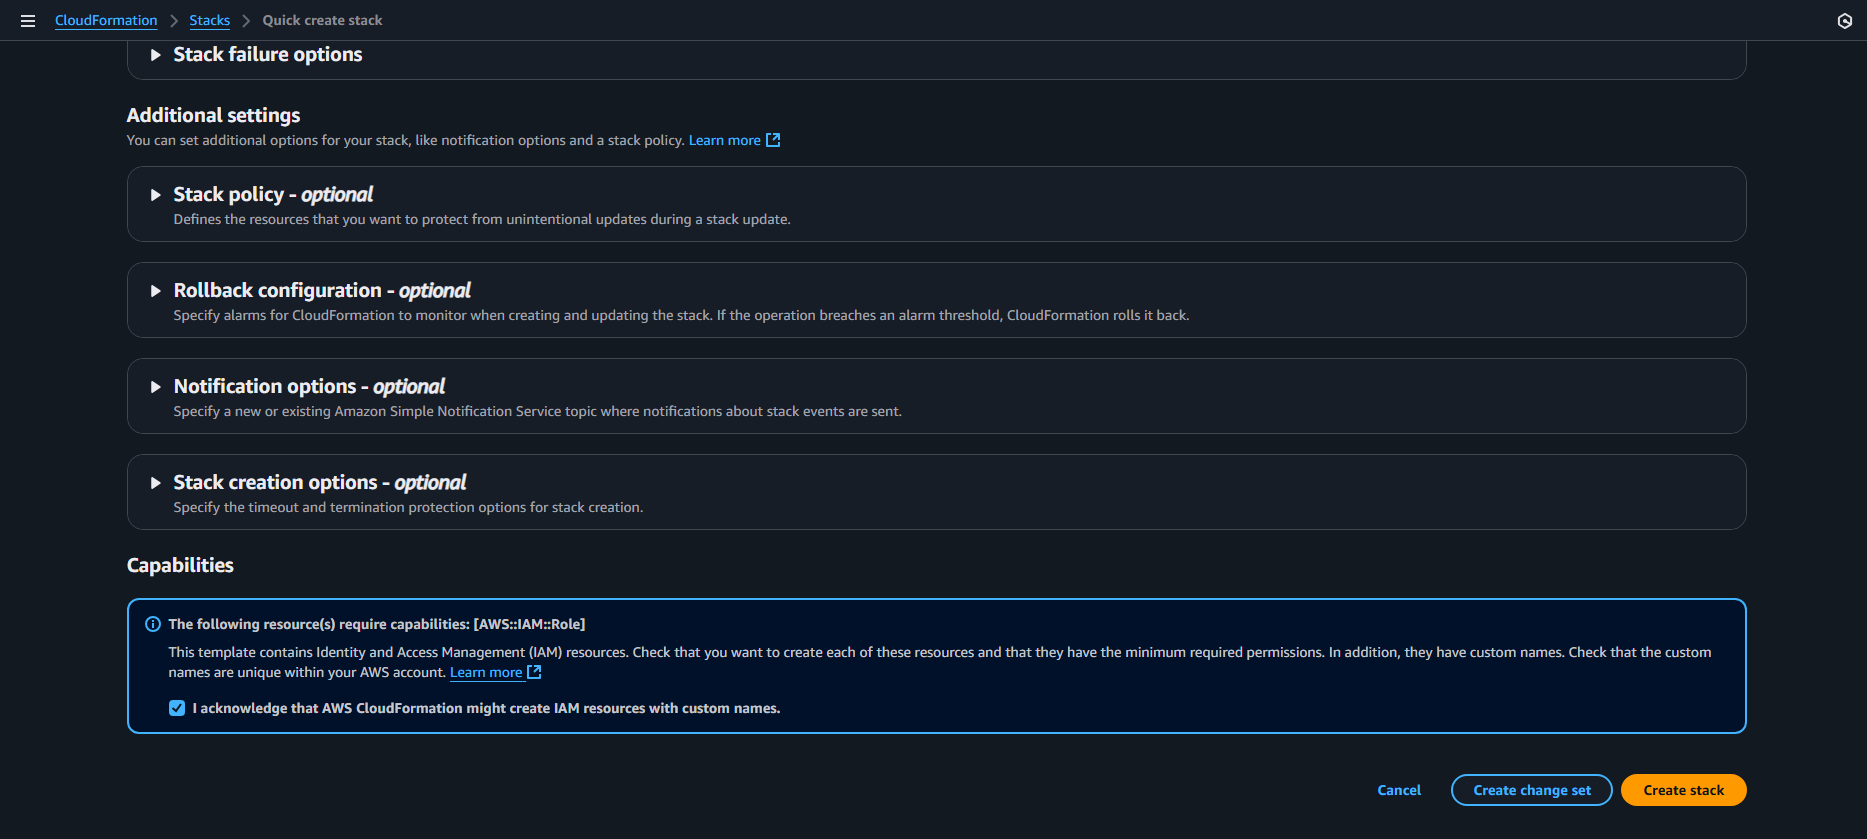 CloudFormation > Stacks > Quick create stack
Stack failure options
Additional settings
You can set additional options for your stack, like notification options and a stack policy. Learn more
Stack policy - optional
Defines the resources that you want to protect from unintentional updates during a stack update.
Rollback configuration - optional
Specify alarms for CloudFormation to monitor when creating and updating the stack. If the operation breaches an alarm threshold, CloudFormation rolls it back.
Notification options - optional
Specify a new or existing Amazon Simple Notification Service topic where notifications about stack events are sent.
Stack creation options - optional
Specify the timeout and termination protection options for stack creation.
Capabilities
The following resource(s) require capabilities: [AWS::IAM::Role]
This template contains Identity and Access Management (IAM) resources. Check that you want to create each of these resources and that they have the minimum required permissions. In addition, they have custom names. Check that the custom
names are unique within your AWS account. Learn more
I acknowledge that AWS CloudFormation might create IAM resources with custom names.
Cancel Create change set Create stack